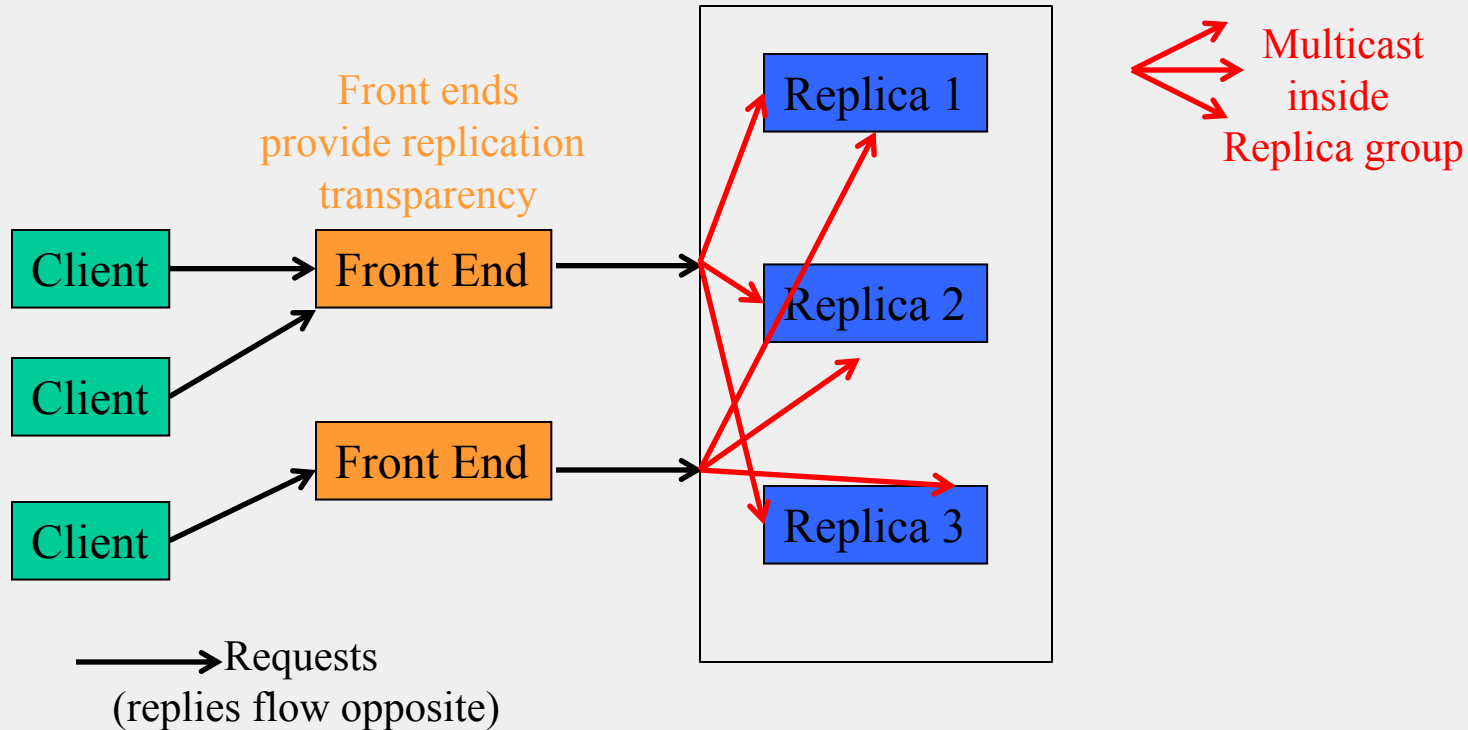 Front ends
provide replication
transparency
Replica 1
Multicast
inside
Replica group
Client
Front End
Replica 2
Client
Front End
Client
Replica 3
Requests
(replies flow opposite)